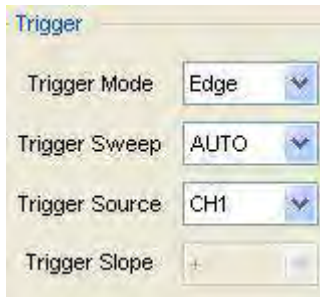 Trigger
Trigger Mode Edge
Trigger Sweep AUTO
Trigger Source CH1
Trigger Slope +